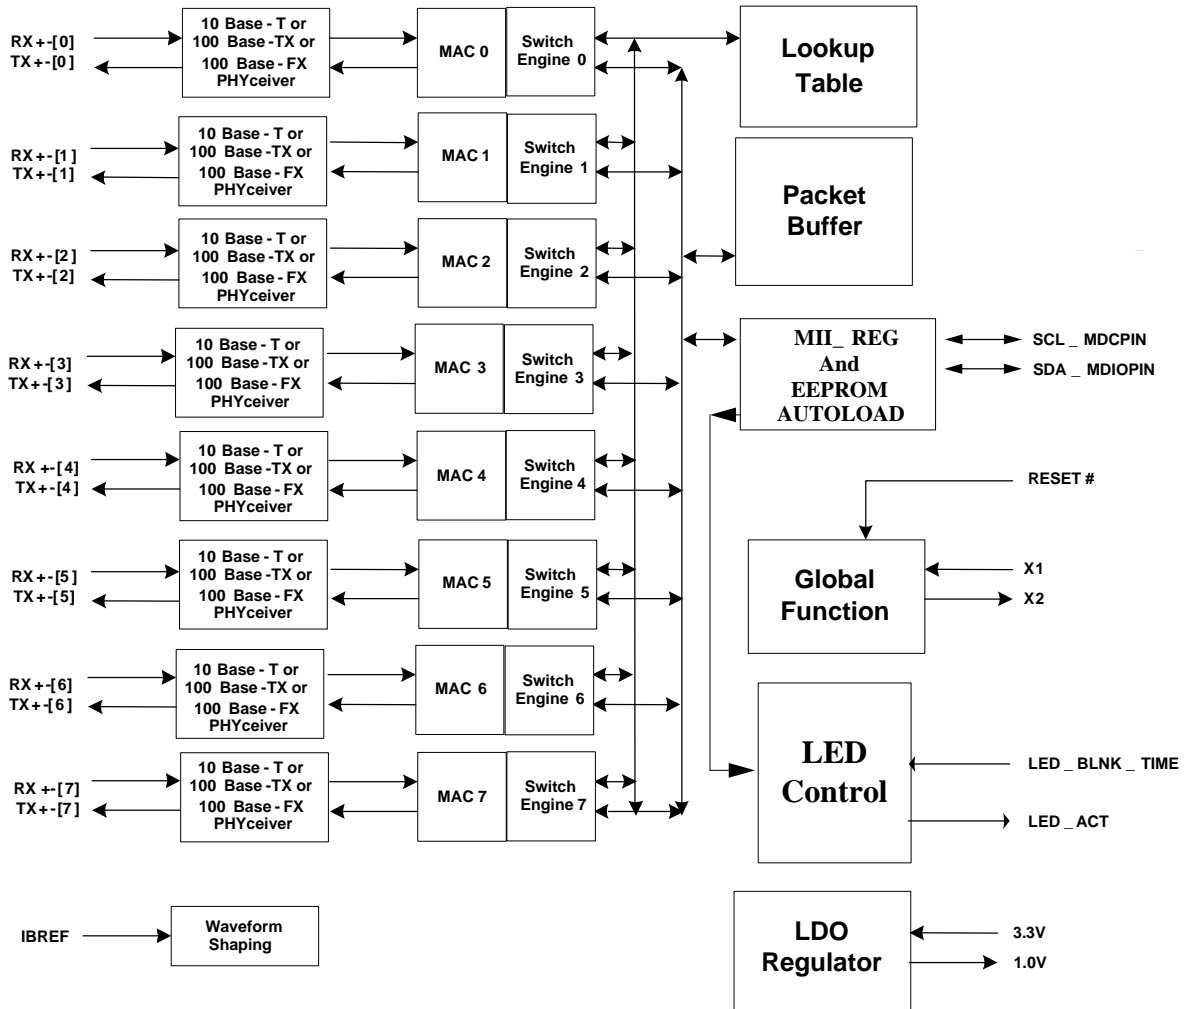 RX +-[0]
TX +-[0]
10 Base - T or
100 Base-TX or
100 Base - FX
PHYceiver
MAC 0
Switch
Engine 0
Lookup
Table
RX +-[1]
TX +-[1]
10 Base - T or
100 Base-TX or
100 Base - FX
PHYceiver
MAC 1
Switch
Engine 1
Packet
Buffer
RX +-[2]
TX +-[2]
10 Base - T or
100 Base-TX or
100 Base - FX
PHYceiver
MAC 2
Switch
Engine 2
RX +-[3]
TX +-[3]
10 Base - T or
100 Base -TX or
100 Base - FX
PHYceiver
MAC 3
Switch
Engine 3
MII_ REG
And
EEPROM
AUTOLOAD
SCL _ MDCPIN
SDA _ MDIOPIN
RX +-[4]
TX +-[4]
10 Base - T or
100 Base -TX or
100 Base - FX
PHYceiver
MAC 4
Switch
Engine 4
RESET #
RX +-[5]
TX +-[5]
10 Base - T or
100 Base -TX or
100 Base - FX
PHYceiver
MAC 5
Switch
Engine 5
Global
Function
X1
X2
RX +-[6]
TX +-[6]
10 Base - T or
100 Base -TX or
100 Base - FX
PHYceiver
MAC 6
Switch
Engine 6
RX +-[7]
TX +-[7]
10 Base - T or
100 Base -TX or
100 Base - FX
PHYceiver
MAC 7
Switch
Engine 7
LED
Control
LED _ BLNK _ TIME
LED _ ACT
IBREF
Waveform
Shaping
LDO
Regulator
3.3V
1.0V